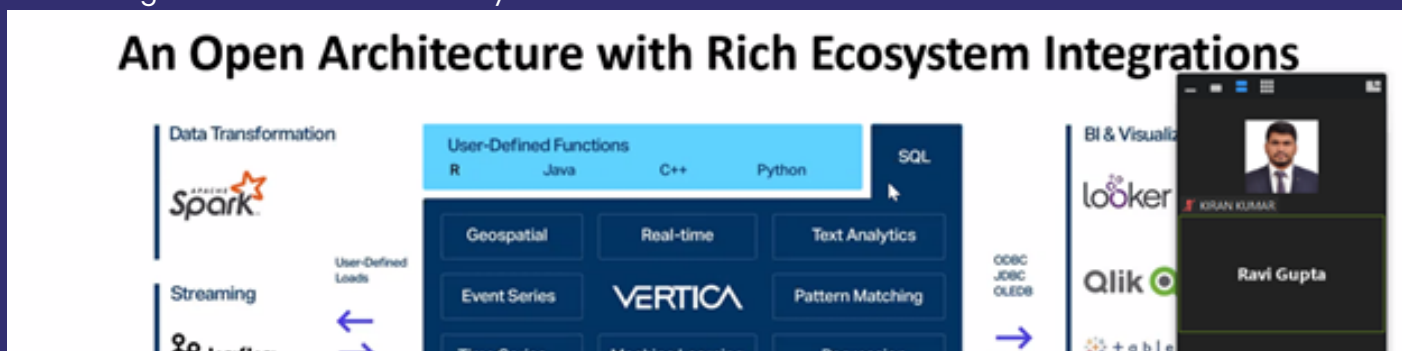 An Open Architecture with Rich Ecosystem Integrations
Data Transformation
APACHE
Spark
Streaming
User-Defined
Loads
User-Defined Functions
R Java C++ Python
SQL
Geospatial Real-time Text Analytics
Event Series VERTICA Pattern Matching
ODBC
JDBC
OLEDB
BI & Visualiz
looker
Qlik
KIRAN KUMAR
Ravi Gupta